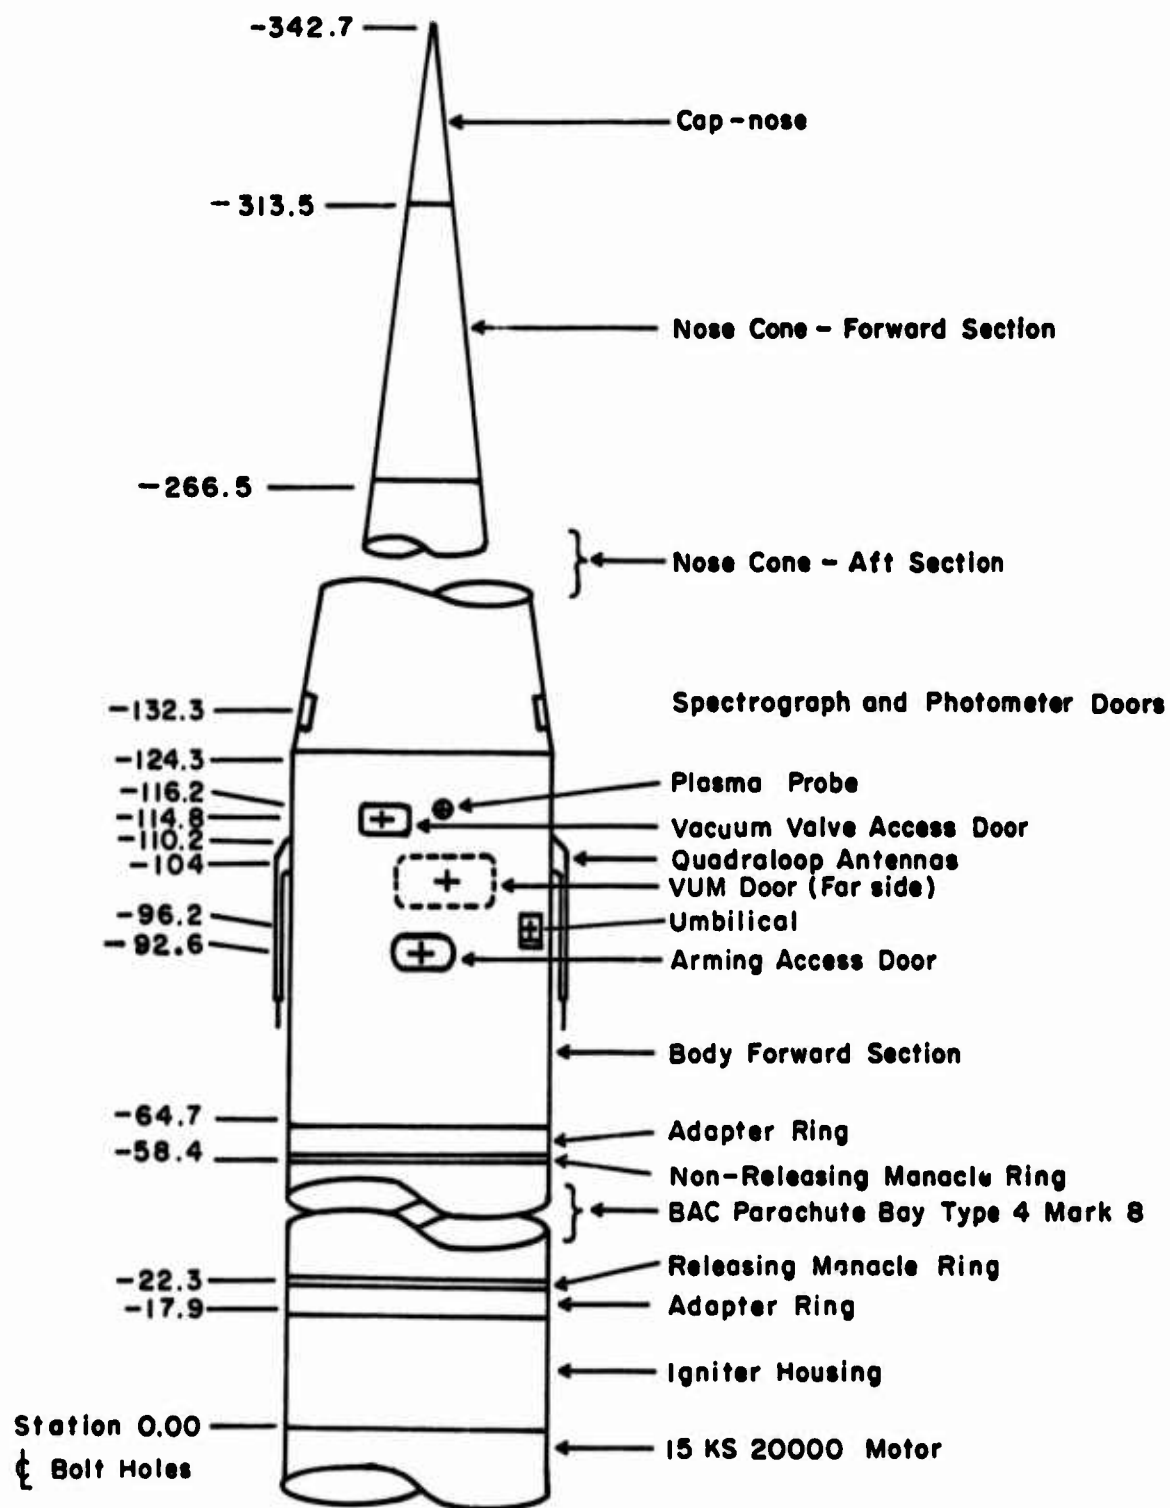 -342.7
Cap-nose
-313.5
Nose Cone - Forward Section
-266.5
Nose Cone - Aft Section
-132.3
Spectrograph and Photometer Doors
-124.3
-116.2
Plasma Probe
-114.8
Vacuum Valve Access Door
-110.2
Quadraloop Antennas
-104
VUM Door (Far side)
-96.2
Umbilical
-92.6
Arming Access Door
Body Forward Section
-64.7
Adapter Ring
-58.4
Non-Releasing Manacle Ring
BAC Parachute Bay Type 4 Mark 8
Releasing Manacle Ring
-22.3
-17.9
Adapter Ring
Igniter Housing
Station 0.00
15 KS 20000 Motor
℄ Bolt Holes